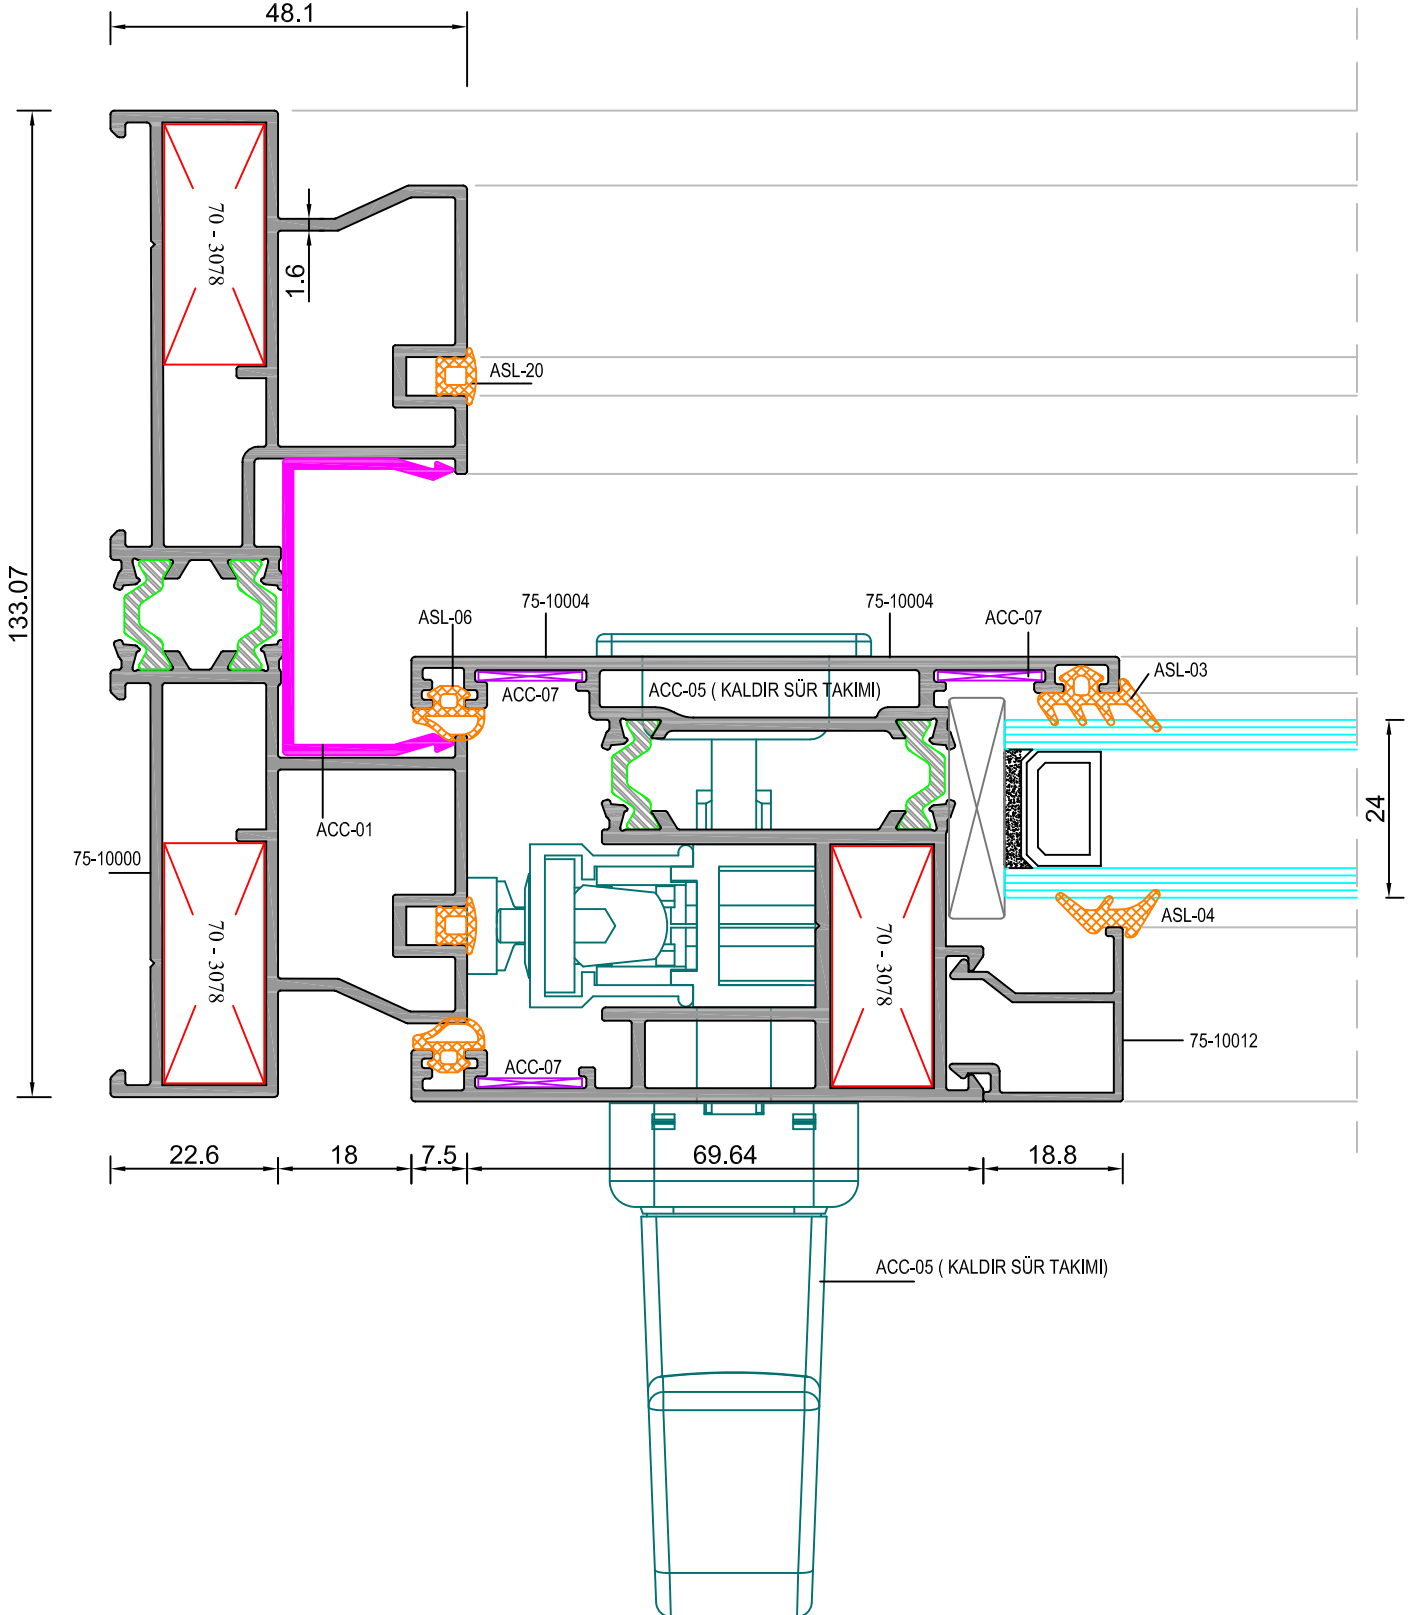 48.1
133.07
70 - 3078
1.6
ASL-20
ASL-06
75-10004
75-10004
ACC-07
ASL-03
ACC-07
ACC-05 ( KALDIR SÜR TAKIMI)
24
ACC-01
75-10000
ASL-04
70 - 3078
70 - 3078
75-10012
ACC-07
22.6
18
7.5
69.64
18.8
ACC-05 ( KALDIR SÜR TAKIMI)